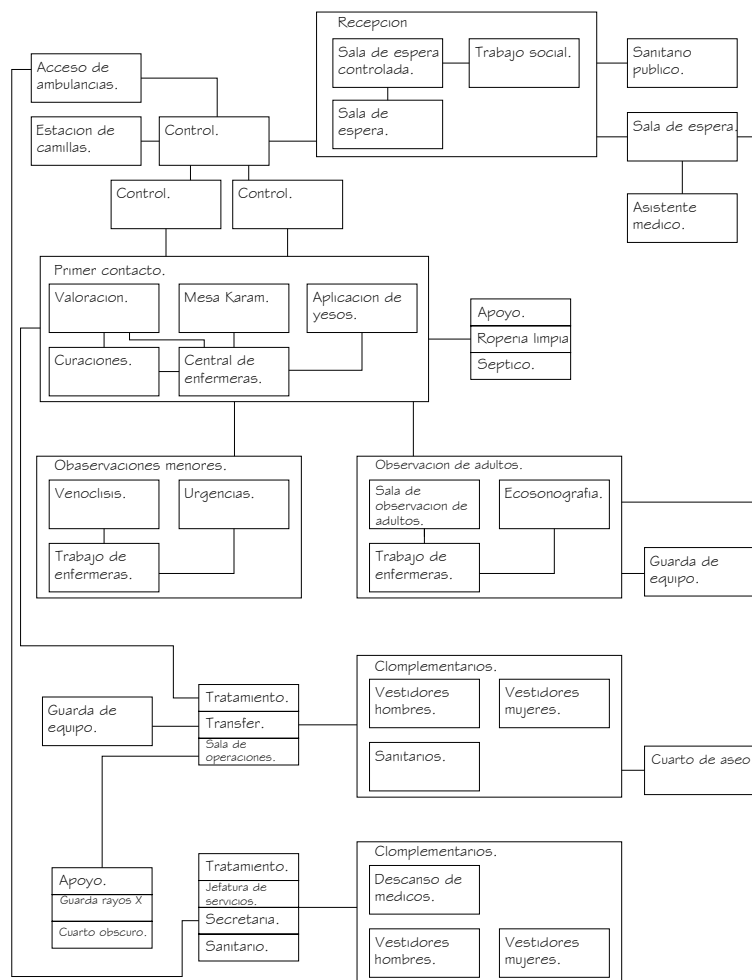 Recepcion
Sala de espera
controlada.
Trabajo social.
Sala de
espera.
Sanitario
publico.
Acceso de
ambulancias.
Estacion de
camillas.
Control.
Sala de espera.
Control.
Control.
Asistente
medico.
Primer contacto.
Valoracion.
Mesa Karam.
Aplicacion de
yesos.
Curaciones.
Central de
enfermeras.
Apoyo.
Roperia limpia
Septico.
Obaservaciones menores.
Venoclisis.
Urgencias.
Trabajo de
enfermeras.
Observacion de adultos.
Sala de
observacion de
adultos.
Ecosonografia.
Trabajo de
enfermeras.
Guarda de
equipo.
Guarda de
equipo.
Tratamiento.
Transfer.
Sala de
operaciones.
Clomplementarios.
Vestidores
hombres.
Vestidores
mujeres.
Sanitarios.
Cuarto de aseo
Apoyo.
Guarda rayos X
Cuarto obscuro.
Tratamiento.
Jefatura de
servicios.
Secretaria.
Sanitario.
Clomplementarios.
Descanso de
medicos.
Vestidores
hombres.
Vestidores
mujeres.